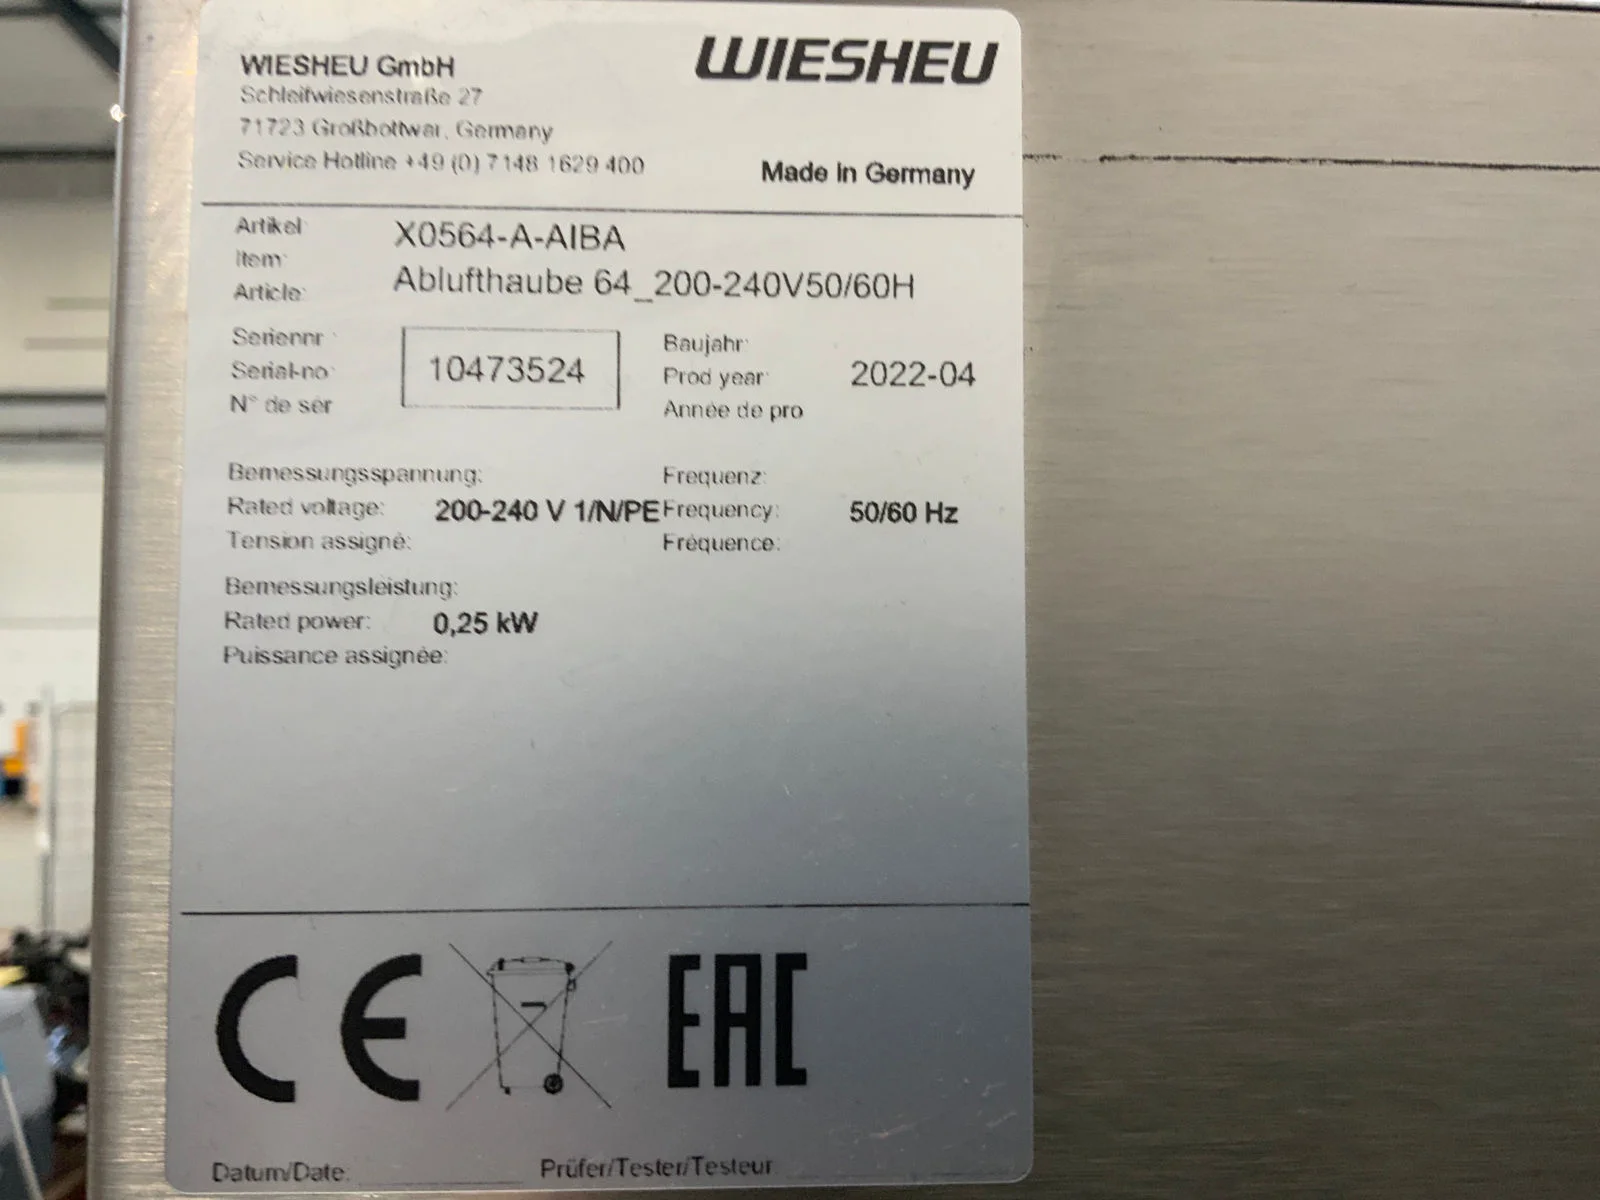 WIESHEU GmbH
WIESHEU
Schleifwiesenstraße 27
71723 Großbottwar, Germany
Service Hotline +49 (0) 7148 1629 400
Made in Germany
Artikel:
X0564-A-AIBA
Item:
Ablufthaube 64_200-240V50/60H
Article:
Seriennr.:
Serial-no:
N° de sér
10473524
Baujahr:
Prod year:
Année de pro
2022-04
Bemessungsspannung:
Rated voltage:
Tension assigné:
200-240 V 1/N/PE
Frequenz:
Frequency:
Fréquence:
50/60 Hz
Bemessungsleistung:
Rated power:
Puissance assignée:
0,25 kW
CE
EAC
Datum/Date:
Prüfer/Tester/Testeur